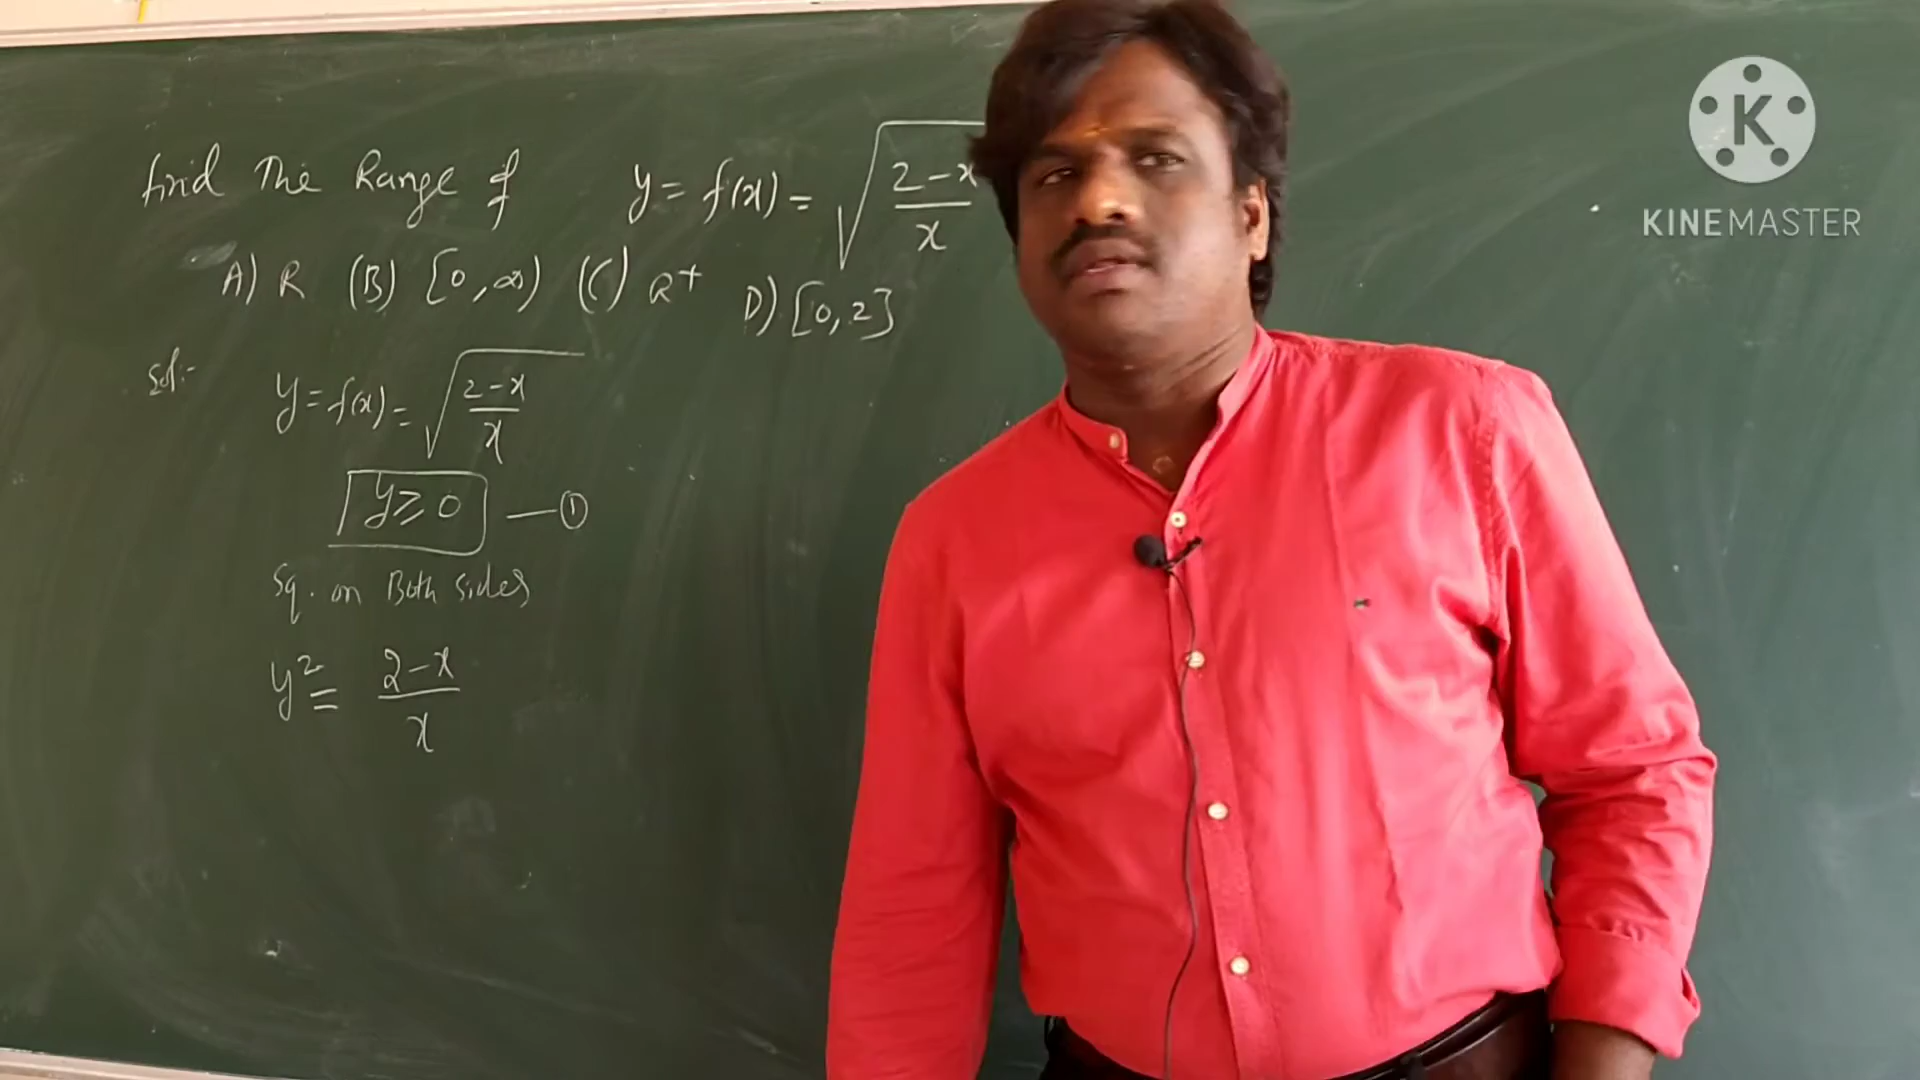 find The Range of y = f(x) = √(2-x)/x
A) R (B) [0, ∞) (C) R+ D) [0, 2]
Sol:-
y = f(x) = √(2-x)/x
y ≥ 0 — ①
Sq. on Both Sides
y² = (2-x)/x
K
KINEMASTER